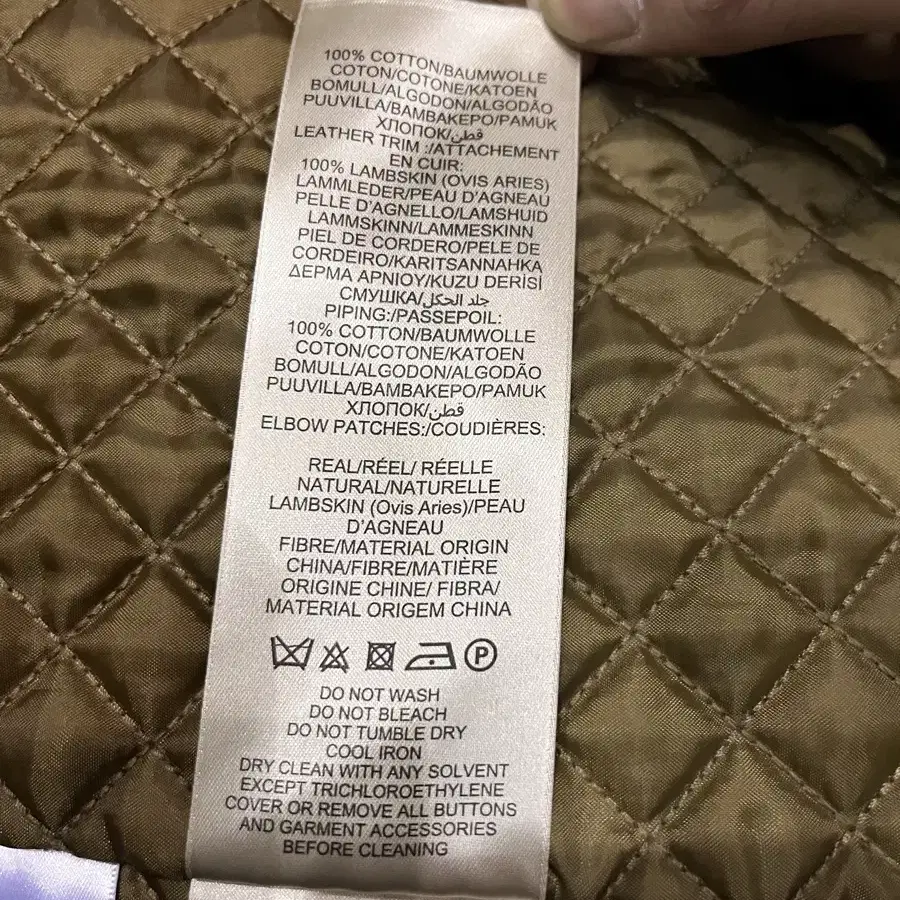 100% COTTON/BAUMWOLLE
COTON/COTONE/KATOEN
BOMULL/ALGODON/ALGODÃO
PUUVILLA/BAMBAKEPO/PAMUK
ХЛОПОК/قطن
LEATHER TRIM :/ATTACHEMENT
EN CUIR:
100% LAMBSKIN (OVIS ARIES)
LAMMLEDER/PEAU D'AGNEAU
PELLE D'AGNELLO/LAMSHUID
LAMMSKINN/LAMMESKINN
PIEL DE CORDERO/PELE DE
CORDEIRO/KARITSANNAHKA
ΔΕΡΜΑ ΑΡΝΙΟΥ/KUZU DERİSİ
СМУШКА/جلد الحكل
PIPING:/PASSEPOIL:
100% COTTON/BAUMWOLLE
COTON/COTONE/KATOEN
BOMULL/ALGODON/ALGODÃO
PUUVILLA/BAMBAKEPO/PAMUK
ХЛОПОК/قطن
ELBOW PATCHES:/COUDIÈRES:
REAL/RÉEL/ RÉELLE
NATURAL/NATURELLE
LAMBSKIN (Ovis Aries)/PEAU
D'AGNEAU
FIBRE/MATERIAL ORIGIN
CHINA/FIBRE/MATIÈRE
ORIGINE CHINE/ FIBRA/
MATERIAL ORIGEM CHINA
P
DO NOT WASH
DO NOT BLEACH
DO NOT TUMBLE DRY
COOL IRON
DRY CLEAN WITH ANY SOLVENT
EXCEPT TRICHLOROETHYLENE
COVER OR REMOVE ALL BUTTONS
AND GARMENT ACCESSORIES
BEFORE CLEANING